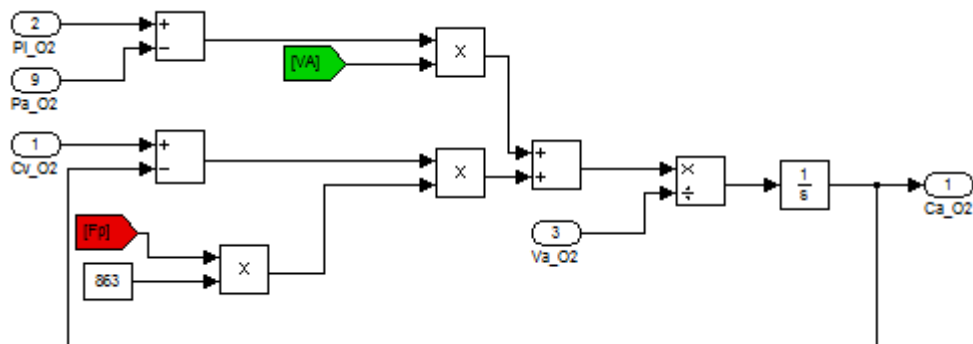 2
+
PI_O2
−
[VA]
X
9
Pa_O2
1
+
Cv_O2
−
X
+
+
×
÷
1
s
1
Ca_O2
[Fp]
X
3
Va_O2
863